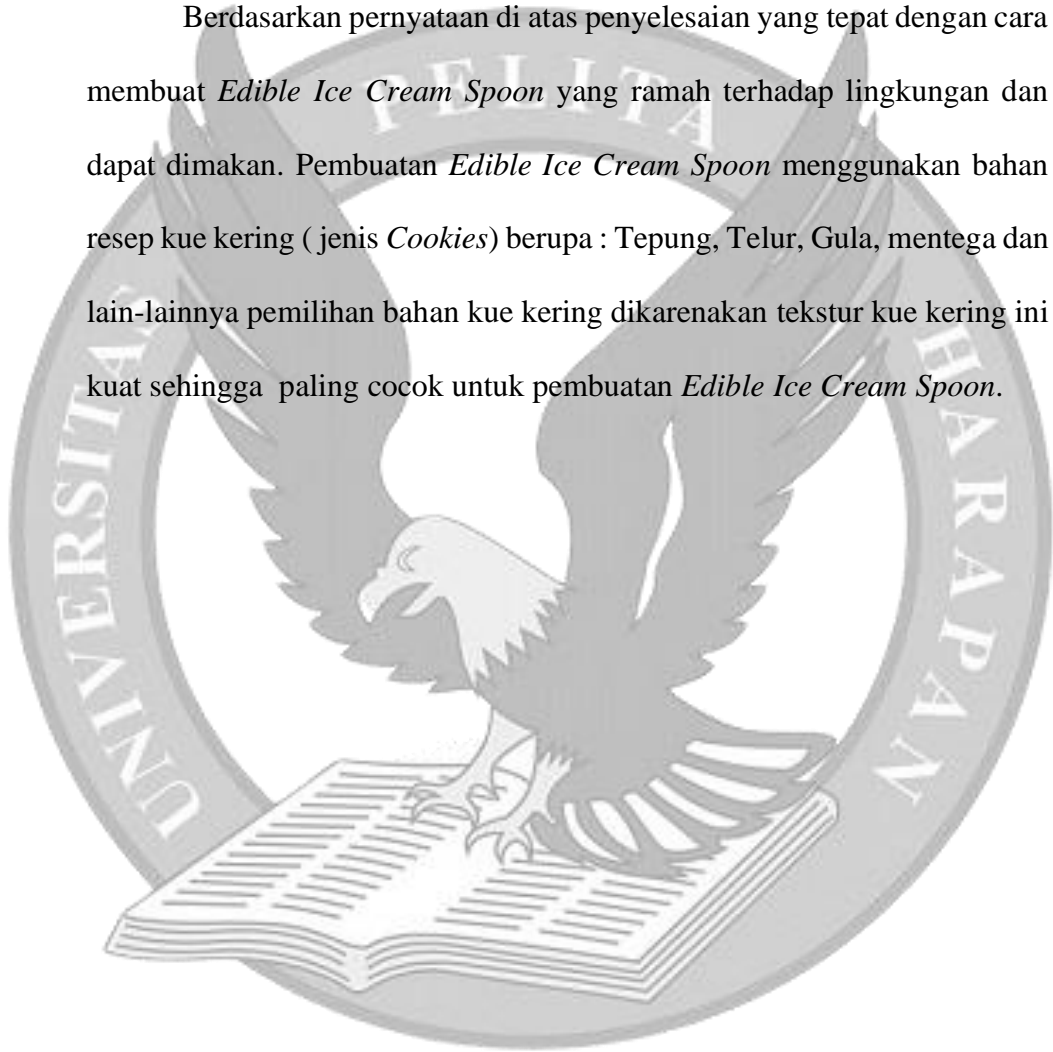 Berdasarkan pernyataan di atas penyelesaian yang tepat dengan cara
membuat Edible Ice Cream Spoon yang ramah terhadap lingkungan dan
dapat dimakan. Pembuatan Edible Ice Cream Spoon menggunakan bahan
resep kue kering ( jenis Cookies) berupa : Tepung, Telur, Gula, mentega dan
lain-lainnya pemilihan bahan kue kering dikarenakan tekstur kue kering ini
kuat sehingga  paling cocok untuk pembuatan Edible Ice Cream Spoon.
UNIVERSITAS PELITA HARAPAN